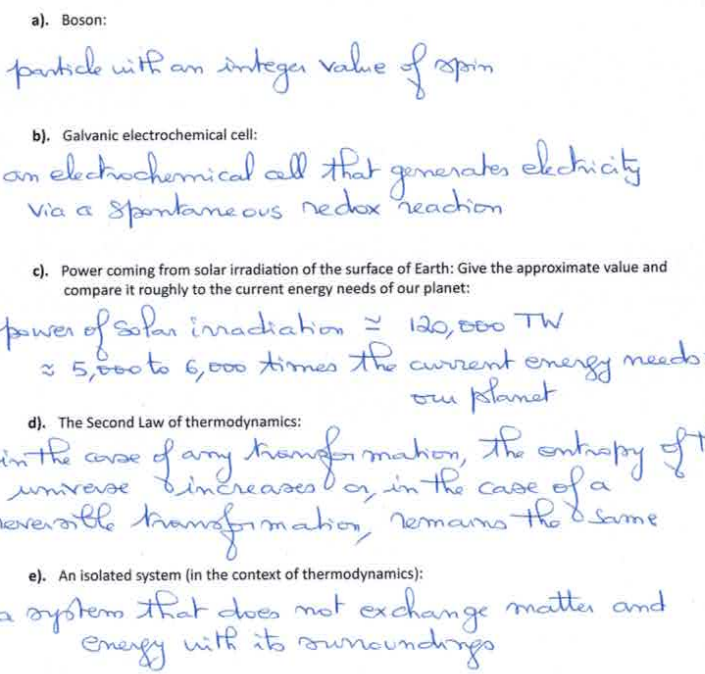 a). Boson:
particle with an integer value of spin
b). Galvanic electrochemical cell:
an electrochemical cell that generates electricity
via a spontaneous redox reaction
c). Power coming from solar irradiation of the surface of Earth: Give the approximate value and
compare it roughly to the current energy needs of our planet:
power of solar irradiation ≃ 120,000 TW
≈ 5,000 to 6,000 times the current energy needs
our planet
d). The Second Law of thermodynamics:
in the case of any transformation, the entropy of t
universe increases or, in the case of a
reversible transformation, remains the same
e). An isolated system (in the context of thermodynamics):
a system that does not exchange matter and
energy with its surroundings